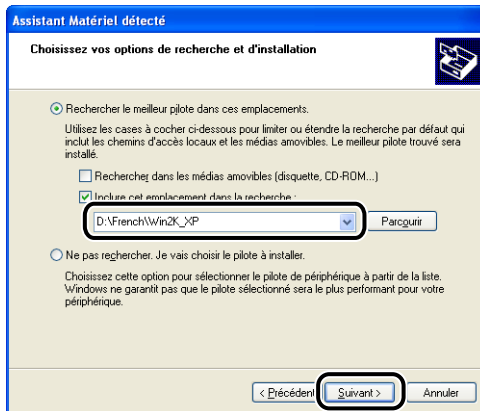 Assistant Matériel détecté
Choisissez vos options de recherche et d'installation
Rechercher le meilleur pilote dans ces emplacements.
Utilisez les cases à cocher ci-dessous pour limiter ou étendre la recherche par défaut qui
inclut les chemins d'accès locaux et les médias amovibles. Le meilleur pilote trouvé sera
installé.
Rechercher dans les médias amovibles (disquette, CD-ROM...)
Inclure cet emplacement dans la recherche :
D:\French\Win2K_XP
Parcourir
Ne pas rechercher. Je vais choisir le pilote à installer.
Choisissez cette option pour sélectionner le pilote de périphérique à partir de la liste.
Windows ne garantit pas que le pilote sélectionné sera le plus performant pour votre
périphérique.
< Précédent
Suivant >
Annuler